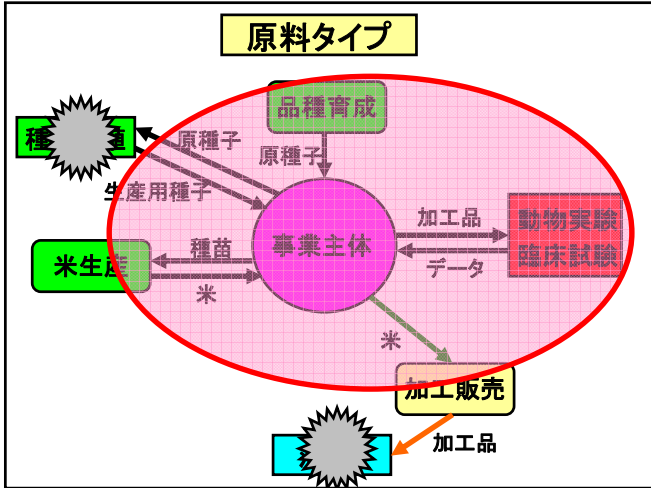 原料タイプ
品種育成
種 種
原種子
原種子
生産用種子
事業主体
加工品
動物実験
臨床試験
データ
米生産
種苗
米
米
加工販売
加工品